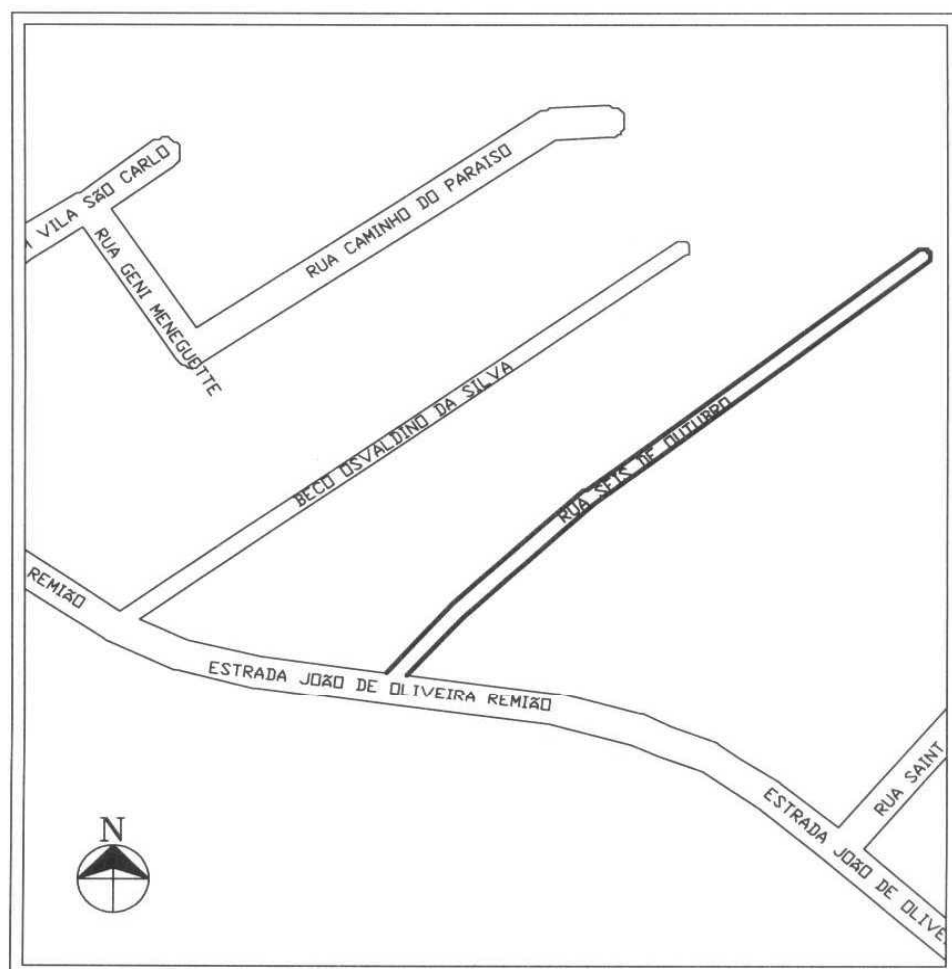 VILA SÃO CARLO
RUA GENI MENEGUOTTE
RUA CAMINHO DO PARAISO
BECO OSVALDINO DA SILVA
RUA SEIS DE OUTUBRO
REMIÃO
ESTRADA JOÃO DE OLIVEIRA REMIÃO
RUA SAINT
ESTRADA JOÃO DE OLIVE
N